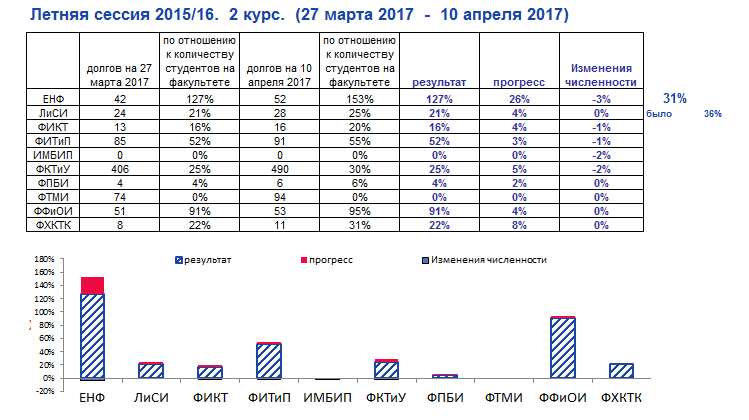 Летняя сессия 2015/16. 2 курс. (27 марта 2017 - 10 апреля 2017)
долгов на 27 марта 2017 | по отношению к количеству студентов на факультете | долгов на 10 апреля 2017 | по отношению к количеству студентов на факультете | результат | прогресс | Изменения численности
ЕНФ 42 127% 52 153% 127% 26% -3% 31%
ЛиСИ 24 21% 28 25% 21% 4% 0% было 36%
ФИКТ 13 16% 16 20% 16% 4% -1%
ФИТиП 85 52% 91 55% 52% 3% -1%
ИМБИП 0 0% 0 0% 0% 0% -2%
ФКТиУ 406 25% 490 30% 25% 5% -2%
ФПБИ 4 4% 6 6% 4% 2% 0%
ФТМИ 74 0% 94 0% 0% 0% 0%
ФФиОИ 51 91% 53 95% 91% 4% 0%
ФХКТК 8 22% 11 31% 22% 8% 0%
результат прогресс Изменения численности
180%
160%
140%
120%
100%
80%
60%
40%
20%
0%
-20%
ЕНФ ЛиСИ ФИКТ ФИТиП ИМБИП ФКТиУ ФПБИ ФТМИ ФФиОИ ФХКТК